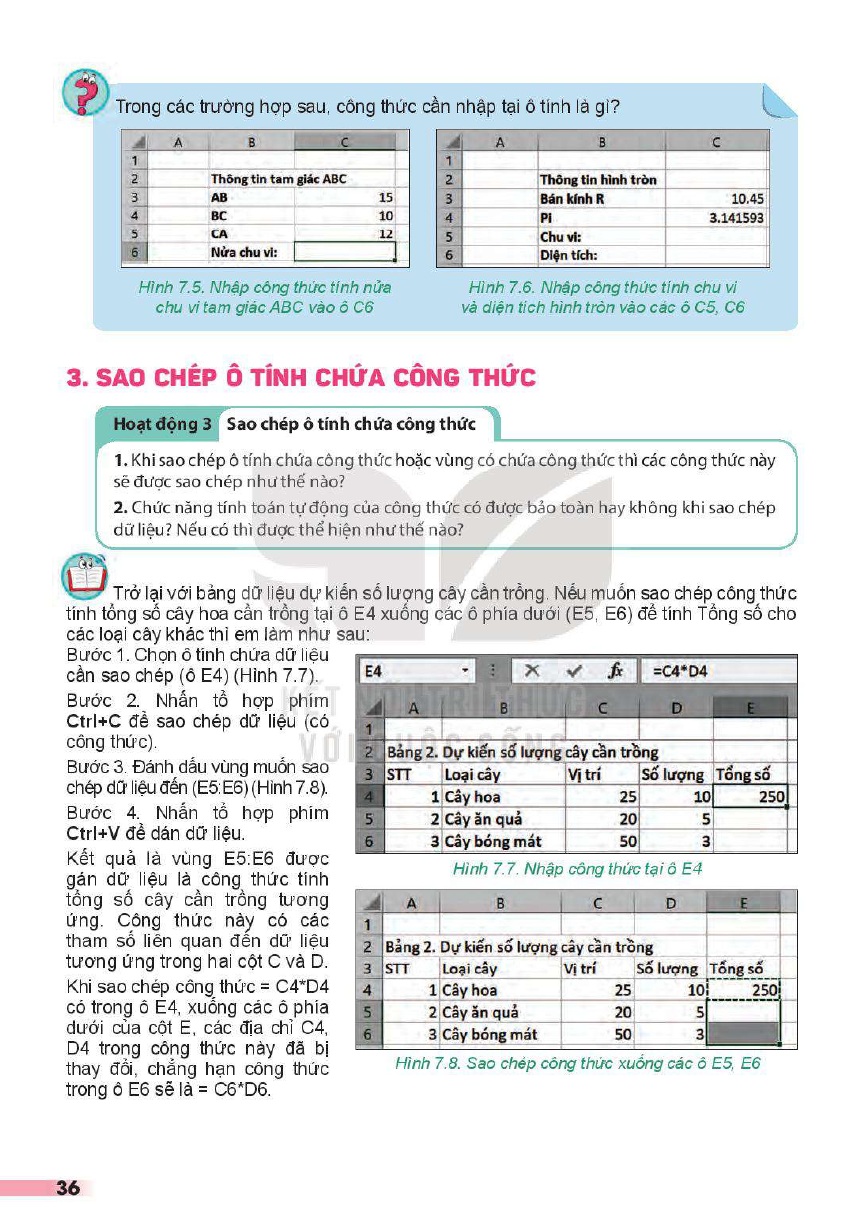 Trong các trường hợp sau, công thức cần nhập tại ô tính là gì?
A B C
1
2 Thông tin tam giác ABC
3 AB 15
4 BC 10
5 CA 12
6 Nửa chu vi:
Hình 7.5. Nhập công thức tính nửa
chu vi tam giác ABC vào ô C6
A B C
1
2 Thông tin hình tròn
3 Bán kính R 10.45
4 PI 3.141593
5 Chu vi:
6 Diện tích:
Hình 7.6. Nhập công thức tính chu vi
và diện tích hình tròn vào các ô C5, C6
3. SAO CHÉP Ô TÍNH CHỨA CÔNG THỨC
Hoạt động 3 Sao chép ô tính chứa công thức
1. Khi sao chép ô tính chứa công thức hoặc vùng có chứa công thức thì các công thức này
sẽ được sao chép như thế nào?
2. Chức năng tính toán tự động của công thức có được bảo toàn hay không khi sao chép
dữ liệu? Nếu có thì được thể hiện như thế nào?
Trở lại với bảng dữ liệu dự kiến số lượng cây cần trồng. Nếu muốn sao chép công thức
tính tổng số cây hoa cần trồng tại ô E4 xuống các ô phía dưới (E5, E6) để tính Tổng số cho
các loại cây khác thì em làm như sau:
Bước 1. Chọn ô tính chứa dữ liệu
cần sao chép (ô E4) (Hình 7.7).
Bước 2. Nhấn tổ hợp phím
Ctrl+C để sao chép dữ liệu (có
công thức).
Bước 3. Đánh dấu vùng muốn sao
chép dữ liệu đến (E5:E6) (Hình 7.8).
Bước 4. Nhấn tổ hợp phím
Ctrl+V để dán dữ liệu.
Kết quả là vùng E5:E6 được
gán dữ liệu là công thức tính
tổng số cây cần trồng tương
ứng. Công thức này có các
tham số liên quan đến dữ liệu
tương ứng trong hai cột C và D.
Khi sao chép công thức = C4*D4
có trong ô E4, xuống các ô phía
dưới của cột E, các địa chỉ C4,
D4 trong công thức này đã bị
thay đổi, chẳng hạn công thức
trong ô E6 sẽ là = C6*D6.
E4 fx =C4*D4
A B C D E
1
2 Bảng 2. Dự kiến số lượng cây cần trồng
3 STT Loại cây Vị trí Số lượng Tổng số
4 1 Cây hoa 25 10 250
5 2 Cây ăn quả 20 5
6 3 Cây bóng mát 50 3
Hình 7.7. Nhập công thức tại ô E4
A B C D E
1
2 Bảng 2. Dự kiến số lượng cây cần trồng
3 STT Loại cây Vị trí Số lượng Tổng số
4 1 Cây hoa 25 10 250
5 2 Cây ăn quả 20 5
6 3 Cây bóng mát 50 3
Hình 7.8. Sao chép công thức xuống các ô E5, E6
KẾT NỐI TRI THỨC
VỚI CUỘC SỐNG
36